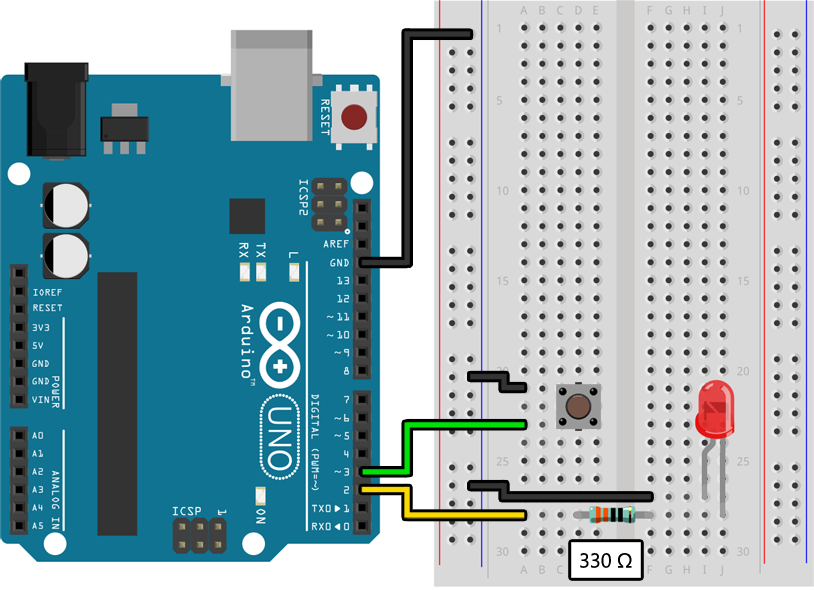 A B C D E F G H I J
1 1
5 5
10 10
15 15
20 20
25 25
30 30
A B C D E F G H I J
RESET
ICSP2
AREF
GND
13
12
~11
~10
~9
8
7
~6
~5
4
~3
2
TX0▶1
RX0◀0
DIGITAL (PWM=~)
L
TX
RX
Arduino™
UNO
ON
ICSP
1
IOREF
RESET
3V3
5V
GND
GND
VIN
POWER
A0
A1
A2
A3
A4
A5
ANALOG IN
330 Ω